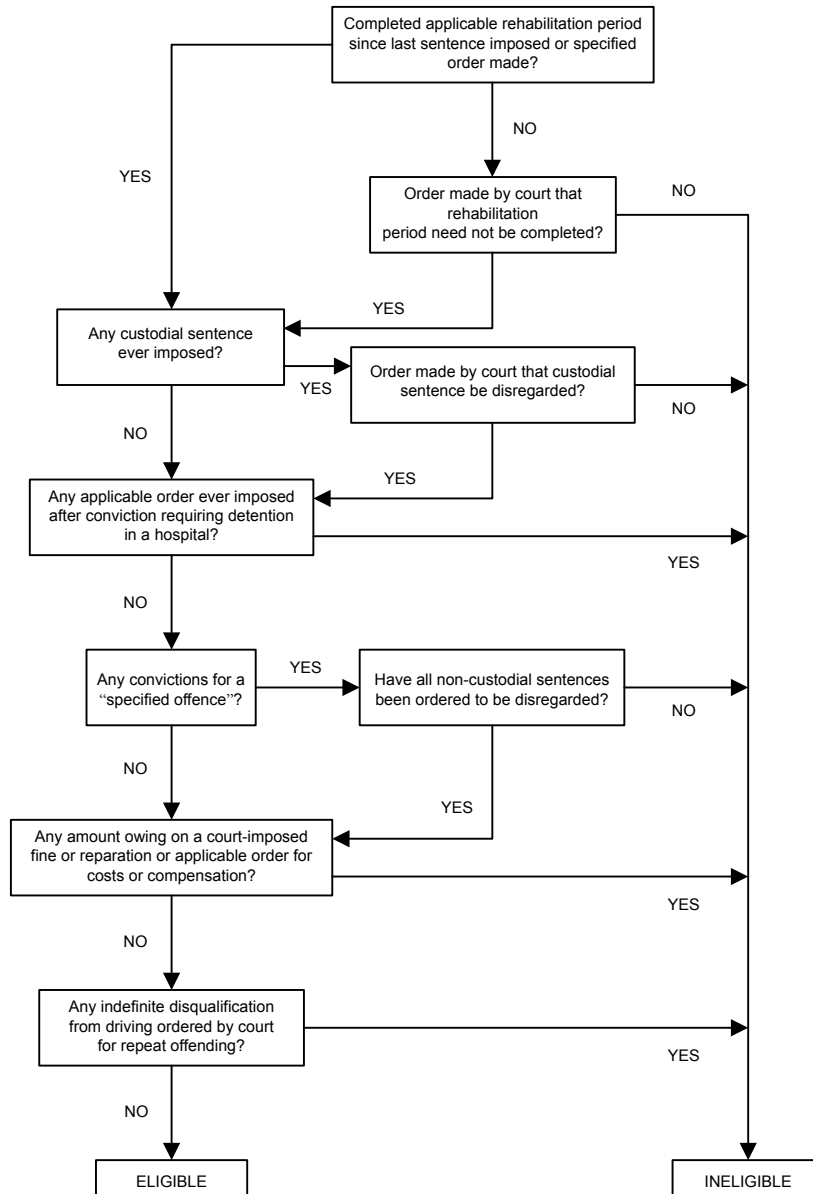 Completed applicable rehabilitation period
since last sentence imposed or specified
order made?
NO
YES
Order made by court that
rehabilitation
period need not be completed?
NO
YES
Any custodial sentence
ever imposed?
YES
Order made by court that custodial
sentence be disregarded?
NO
NO
YES
Any applicable order ever imposed
after conviction requiring detention
in a hospital?
YES
NO
Any convictions for a
“specified offence”?
YES
Have all non-custodial sentences
been ordered to be disregarded?
NO
NO
YES
Any amount owing on a court-imposed
fine or reparation or applicable order for
costs or compensation?
YES
NO
Any indefinite disqualification
from driving ordered by court
for repeat offending?
YES
NO
ELIGIBLE
INELIGIBLE